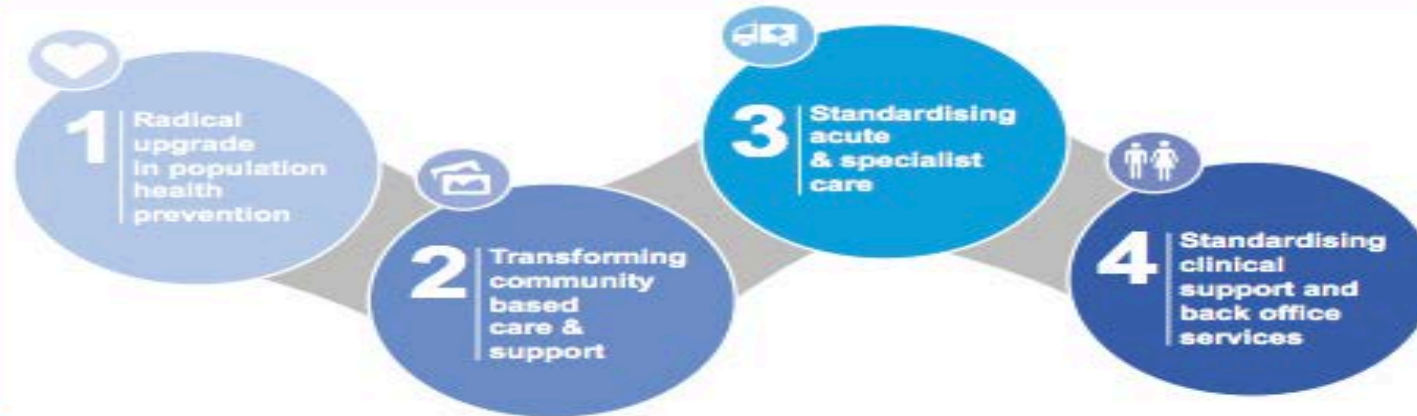 1
Radical
upgrade
in population
health
prevention
2
Transforming
community
based
care &
support
3
Standardising
acute
& specialist
care
4
Standardising
clinical
support and
back office
services